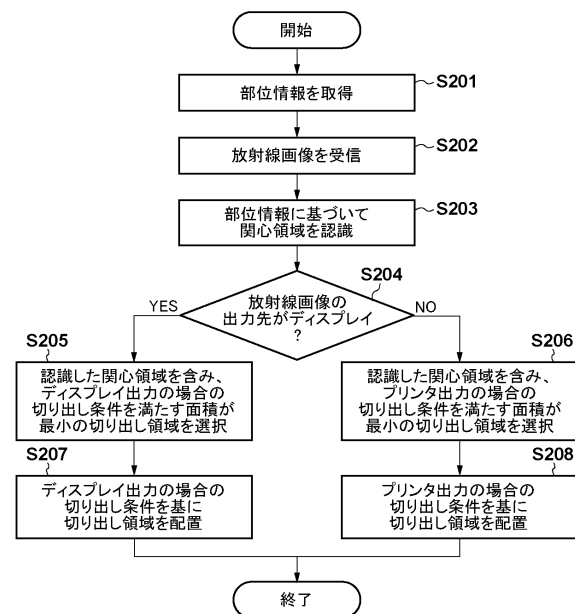 開始
S201
部位情報を取得
S202
放射線画像を受信
S203
部位情報に基づいて
関心領域を認識
S204
放射線画像の
出力先がディスプレイ
?
YES
NO
S205
認識した関心領域を含み、
ディスプレイ出力の場合の
切り出し条件を満たす面積が
最小の切り出し領域を選択
S206
認識した関心領域を含み、
プリンタ出力の場合の
切り出し条件を満たす面積が
最小の切り出し領域を選択
S207
ディスプレイ出力の場合の
切り出し条件を基に
切り出し領域を配置
S208
プリンタ出力の場合の
切り出し条件を基に
切り出し領域を配置
終了